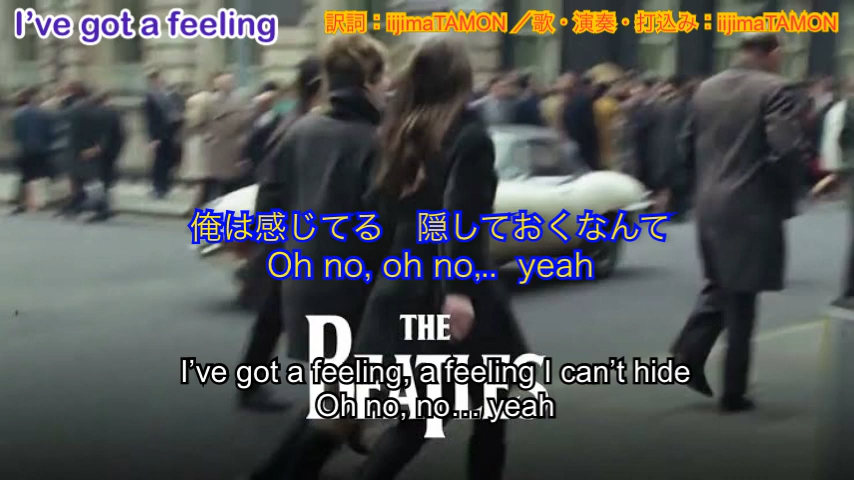 I've got a feeling
訳詞：iijimaTAMON ／歌・演奏・打込み：iijimaTAMON
俺は感じてる　隠しておくなんて
Oh no, oh no,..  yeah
THE
BEATLES
I've got a feeling, a feeling I can't hide
Oh no, no… yeah